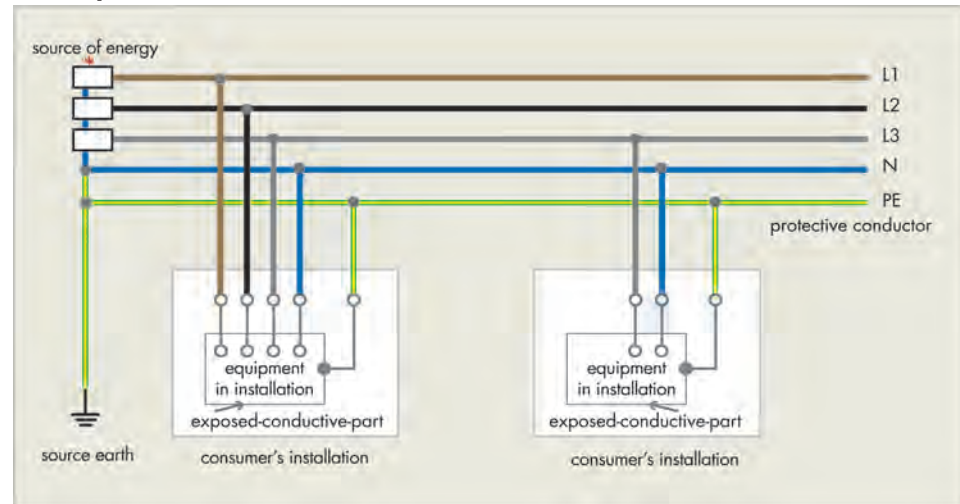 source of energy
L1
L2
L3
N
PE
protective conductor
equipment
in installation
exposed-conductive-part
consumer's installation
equipment
in installation
exposed-conductive-part
consumer's installation
source earth